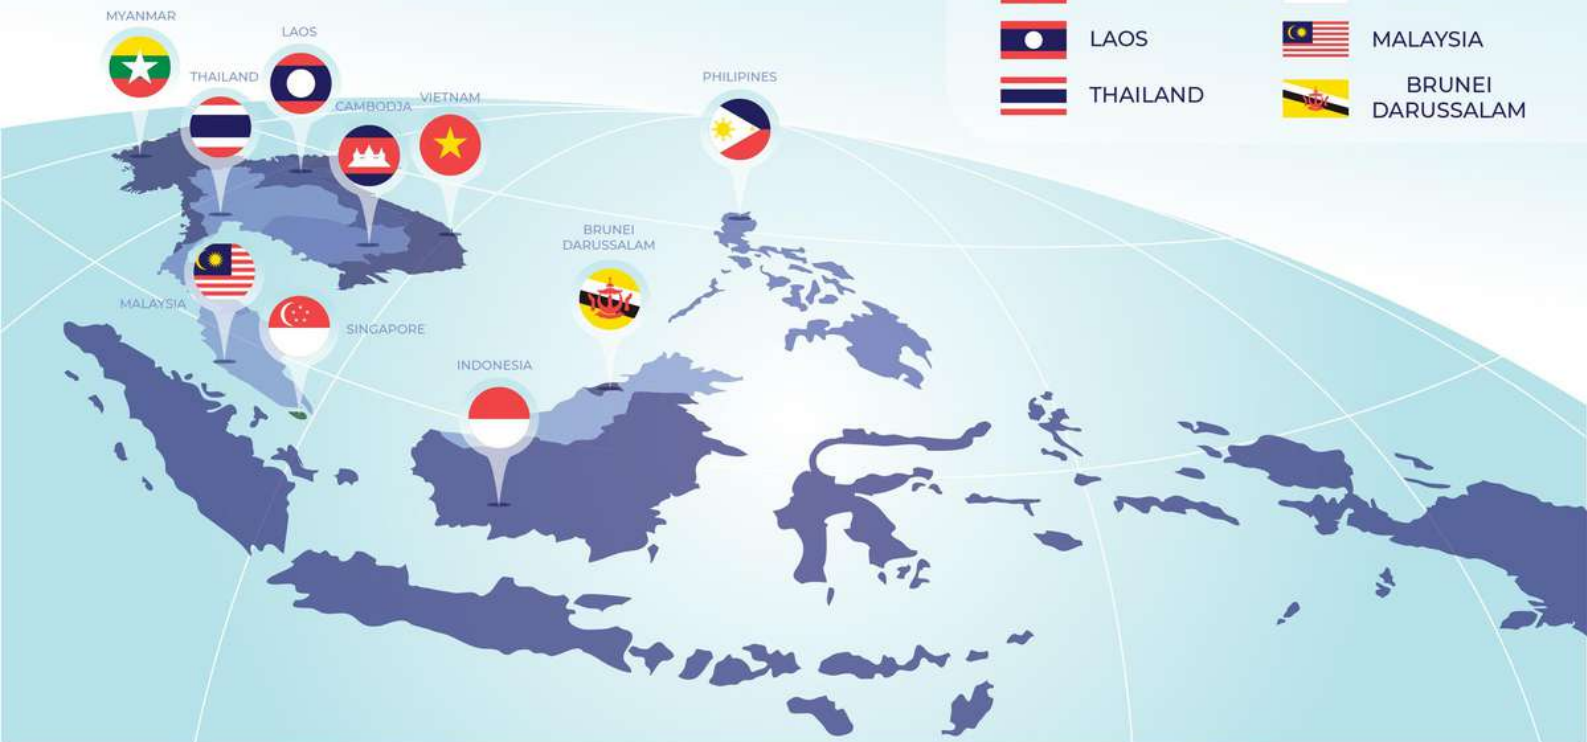 MYANMAR
LAOS
THAILAND
CAMBODJA
VIETNAM
PHILIPINES
LAOS
MALAYSIA
THAILAND
BRUNEI
DARUSSALAM
BRUNEI
DARUSSALAM
MALAYSIA
SINGAPORE
INDONESIA